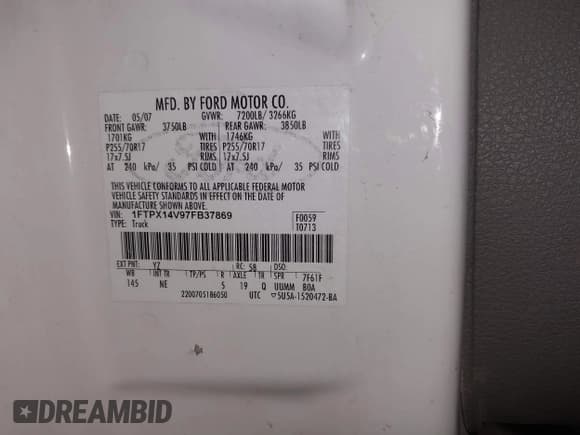 MFD. BY FORD MOTOR CO.
DATE: 05/07 GVWR: 7200LB/ 3266KG
FRONT GAWR: 3750LB REAR GAWR: 3850LB
1701KG WITH 1746KG WITH
P255/70R17 TIRES P255/70R17 TIRES
17x7.5J RIMS 17x7.5J RIMS
AT 240 kPa/ 35 PSI COLD AT 240 kPa/ 35 PSI COLD
THIS VEHICLE CONFORMS TO ALL APPLICABLE FEDERAL MOTOR
VEHICLE SAFETY STANDARDS IN EFFECT ON THE DATE OF
MANUFACTURE SHOWN ABOVE.
VIN: 1FTPX14V97FB37869 F0059
TYPE: Truck T0713
EXT PNT: Y7 RC: 58 DSO:
WB INT TR TP/PS R AXLE TR SPR 7F61F
145 NE 5 19 Q UUMM B0A
2200705186050 UTC ▽5U5A-1520472-BA
DREAMBID